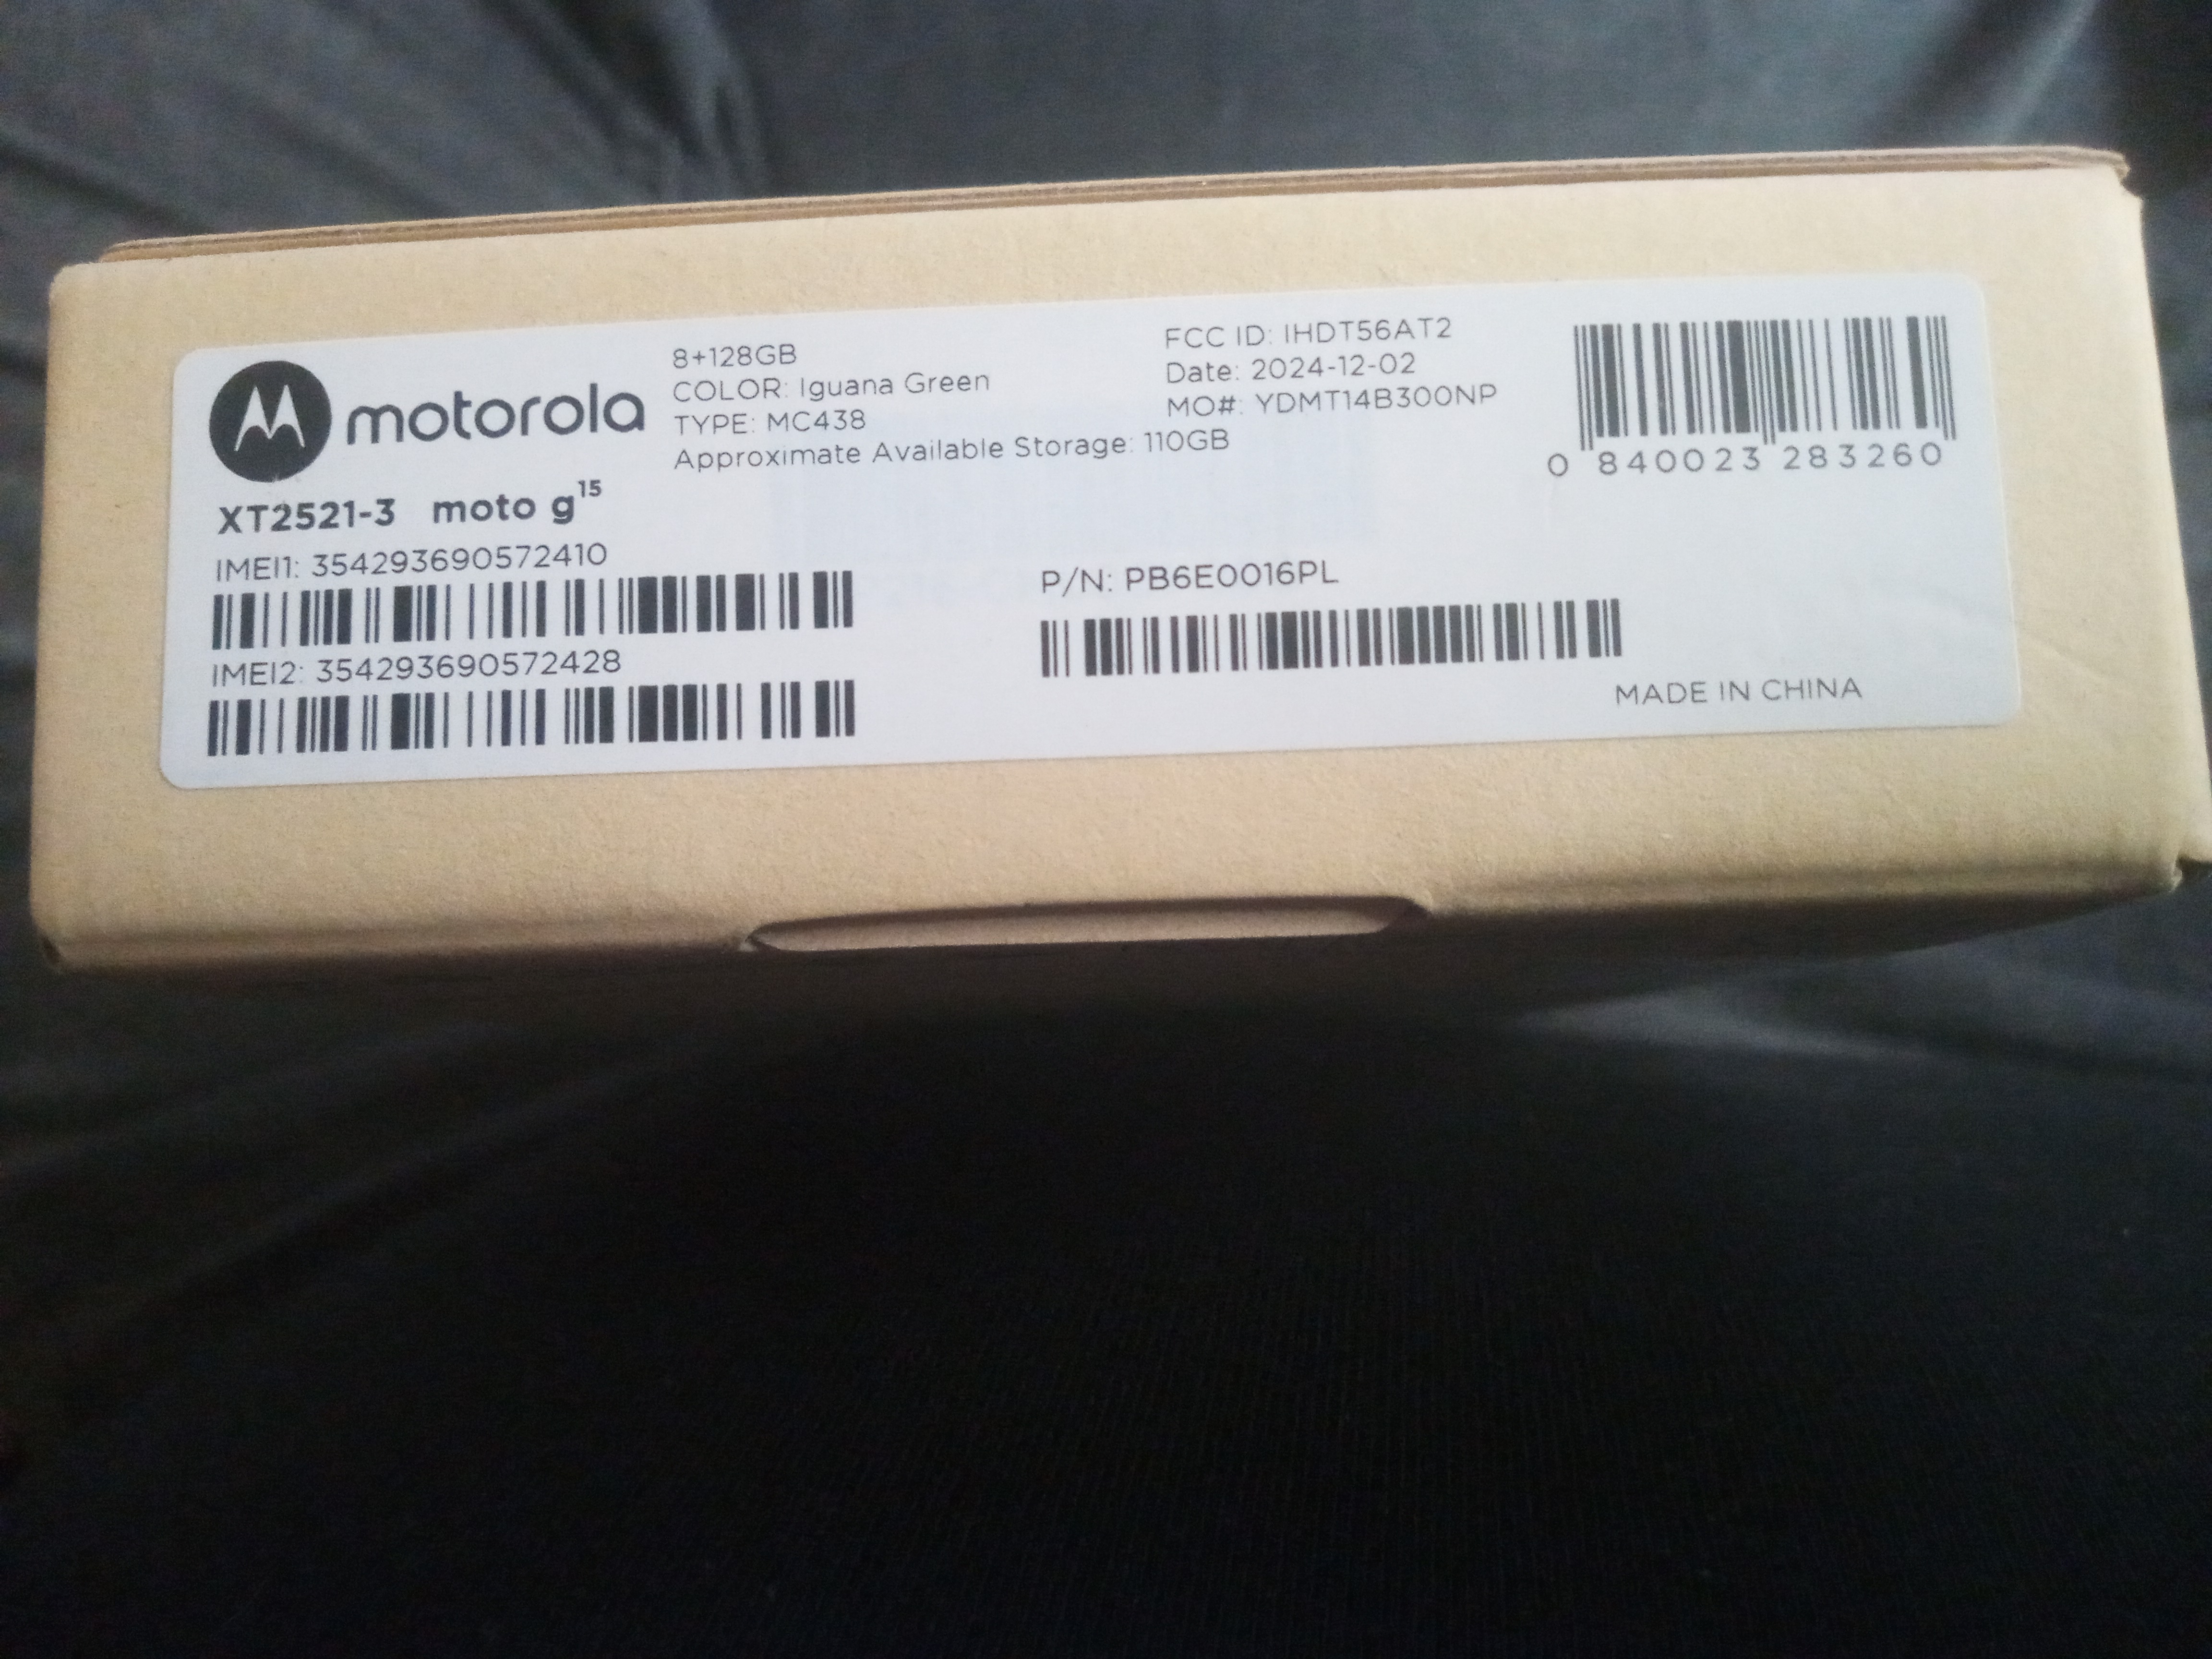 motorola
XT2521-3 moto g15
IMEI1: 354293690572410
IMEI2: 354293690572428
8+128GB
COLOR: Iguana Green
TYPE: MC438
Approximate Available Storage: 110GB
FCC ID: IHDT56AT2
Date: 2024-12-02
MO#: YDMT14B300NP
0 840023 283260
P/N: PB6E0016PL
MADE IN CHINA